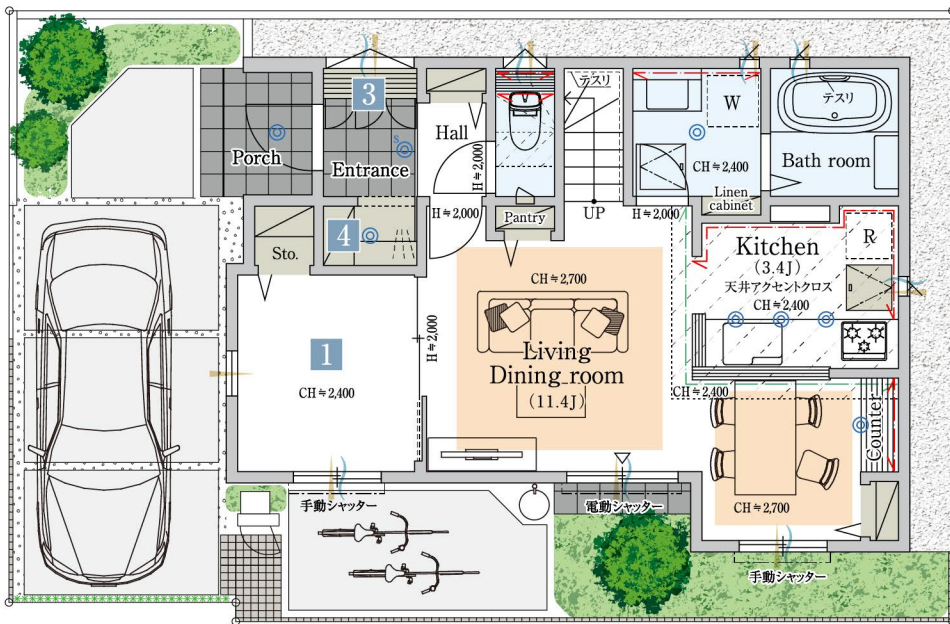 3
Porch
Entrance
S
Hall
H≒2,000
テスリ
UP
W
CH≒2,400
テスリ
Bath room
Linen
cabinet
4
Sto.
H≒2,000
Pantry
H≒2,000
Kitchen
(3.4J)
天井アクセントクロス
CH≒2,400
R
1
CH≒2,400
H≒2,000
CH≒2,700
Living
Dining room
(11.4J)
CH≒2,400
Counter
CH≒2,700
手動シャッター
電動シャッター
手動シャッター